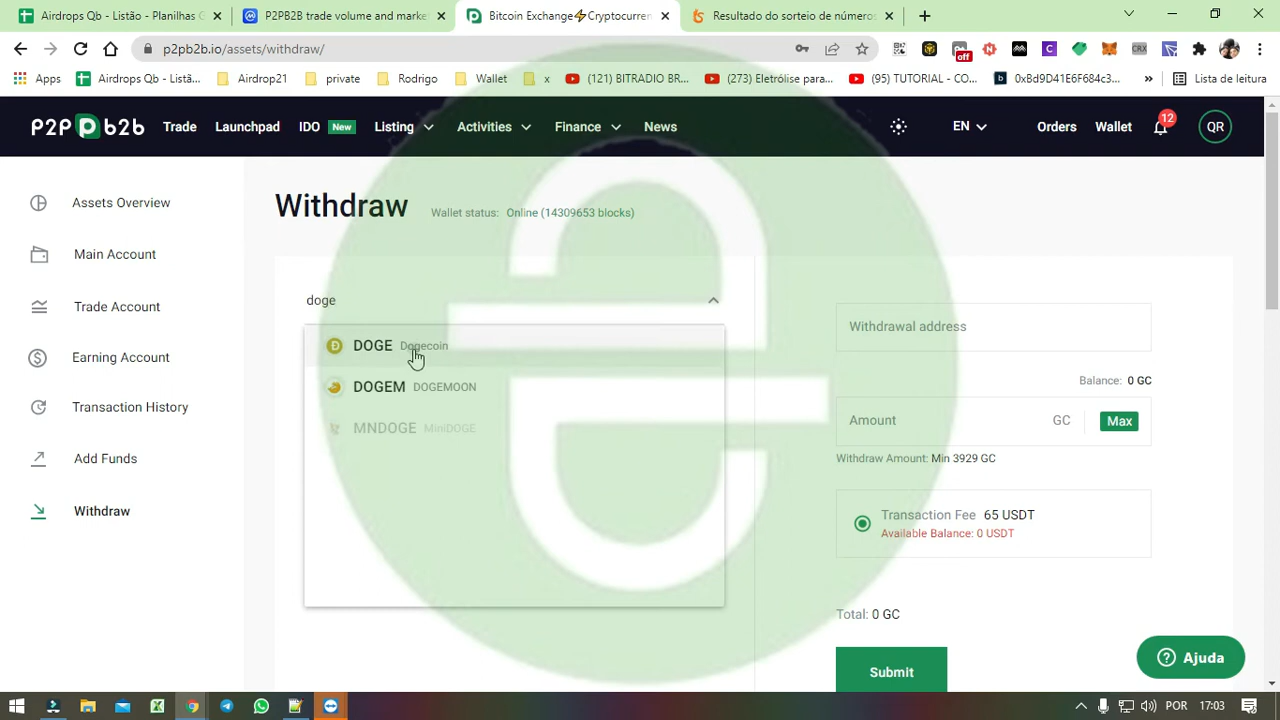 Airdrops Qb - Listão - Planilhas G
P2PB2B trade volume and marke
Bitcoin Exchange⚡Cryptocurren
Resultado do sorteio de números
p2pb2b.io/assets/withdraw/
off
CRX
Apps
Airdrops Qb - Listã...
Airdrop21
private
Rodrigo
Wallet
x
(121) BITRADIO BR...
(273) Eletrólise para...
(95) TUTORIAL - CO...
0xBd9D41E6F684c3...
»
Lista de leitura
P2PB2B
Trade
Launchpad
IDO New
Listing
Activities
Finance
News
EN
Orders
Wallet
12
QR
Assets Overview
Main Account
Trade Account
Earning Account
Transaction History
Add Funds
Withdraw
Withdraw
Wallet status: Online (14309653 blocks)
doge
DOGE Dogecoin
DOGEM DOGEMOON
MNDOGE MiniDOGE
Withdrawal address
Balance: 0 GC
Amount GC Max
Withdraw Amount: Min 3929 GC
Transaction Fee 65 USDT
Available Balance: 0 USDT
Total: 0 GC
Submit
Ajuda
POR
17:03